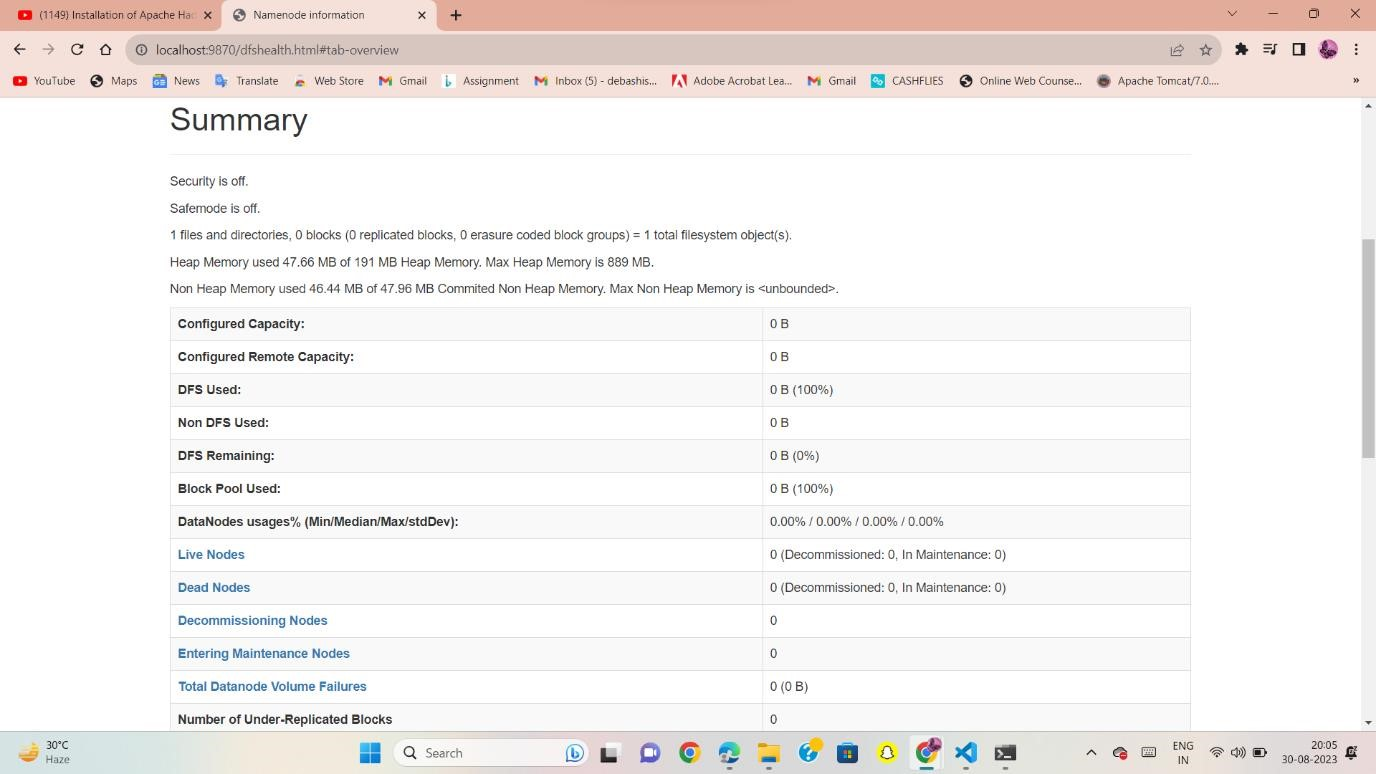 (1149) Installation of Apache Had
Namenode information
localhost:9870/dfshealth.html#tab-overview
YouTube
Maps
News
Translate
Web Store
Gmail
Assignment
Inbox (5) - debashis...
Adobe Acrobat Lea...
Gmail
CASHFLIES
Online Web Counse...
Apache Tomcat/7.0....
Summary
Security is off.
Safemode is off.
1 files and directories, 0 blocks (0 replicated blocks, 0 erasure coded block groups) = 1 total filesystem object(s).
Heap Memory used 47.66 MB of 191 MB Heap Memory. Max Heap Memory is 889 MB.
Non Heap Memory used 46.44 MB of 47.96 MB Commited Non Heap Memory. Max Non Heap Memory is <unbounded>.
Configured Capacity: 0 B
Configured Remote Capacity: 0 B
DFS Used: 0 B (100%)
Non DFS Used: 0 B
DFS Remaining: 0 B (0%)
Block Pool Used: 0 B (100%)
DataNodes usages% (Min/Median/Max/stdDev): 0.00% / 0.00% / 0.00% / 0.00%
Live Nodes 0 (Decommissioned: 0, In Maintenance: 0)
Dead Nodes 0 (Decommissioned: 0, In Maintenance: 0)
Decommissioning Nodes 0
Entering Maintenance Nodes 0
Total Datanode Volume Failures 0 (0 B)
Number of Under-Replicated Blocks 0
30°C
Haze
Search
ENG
IN
20:05
30-08-2023